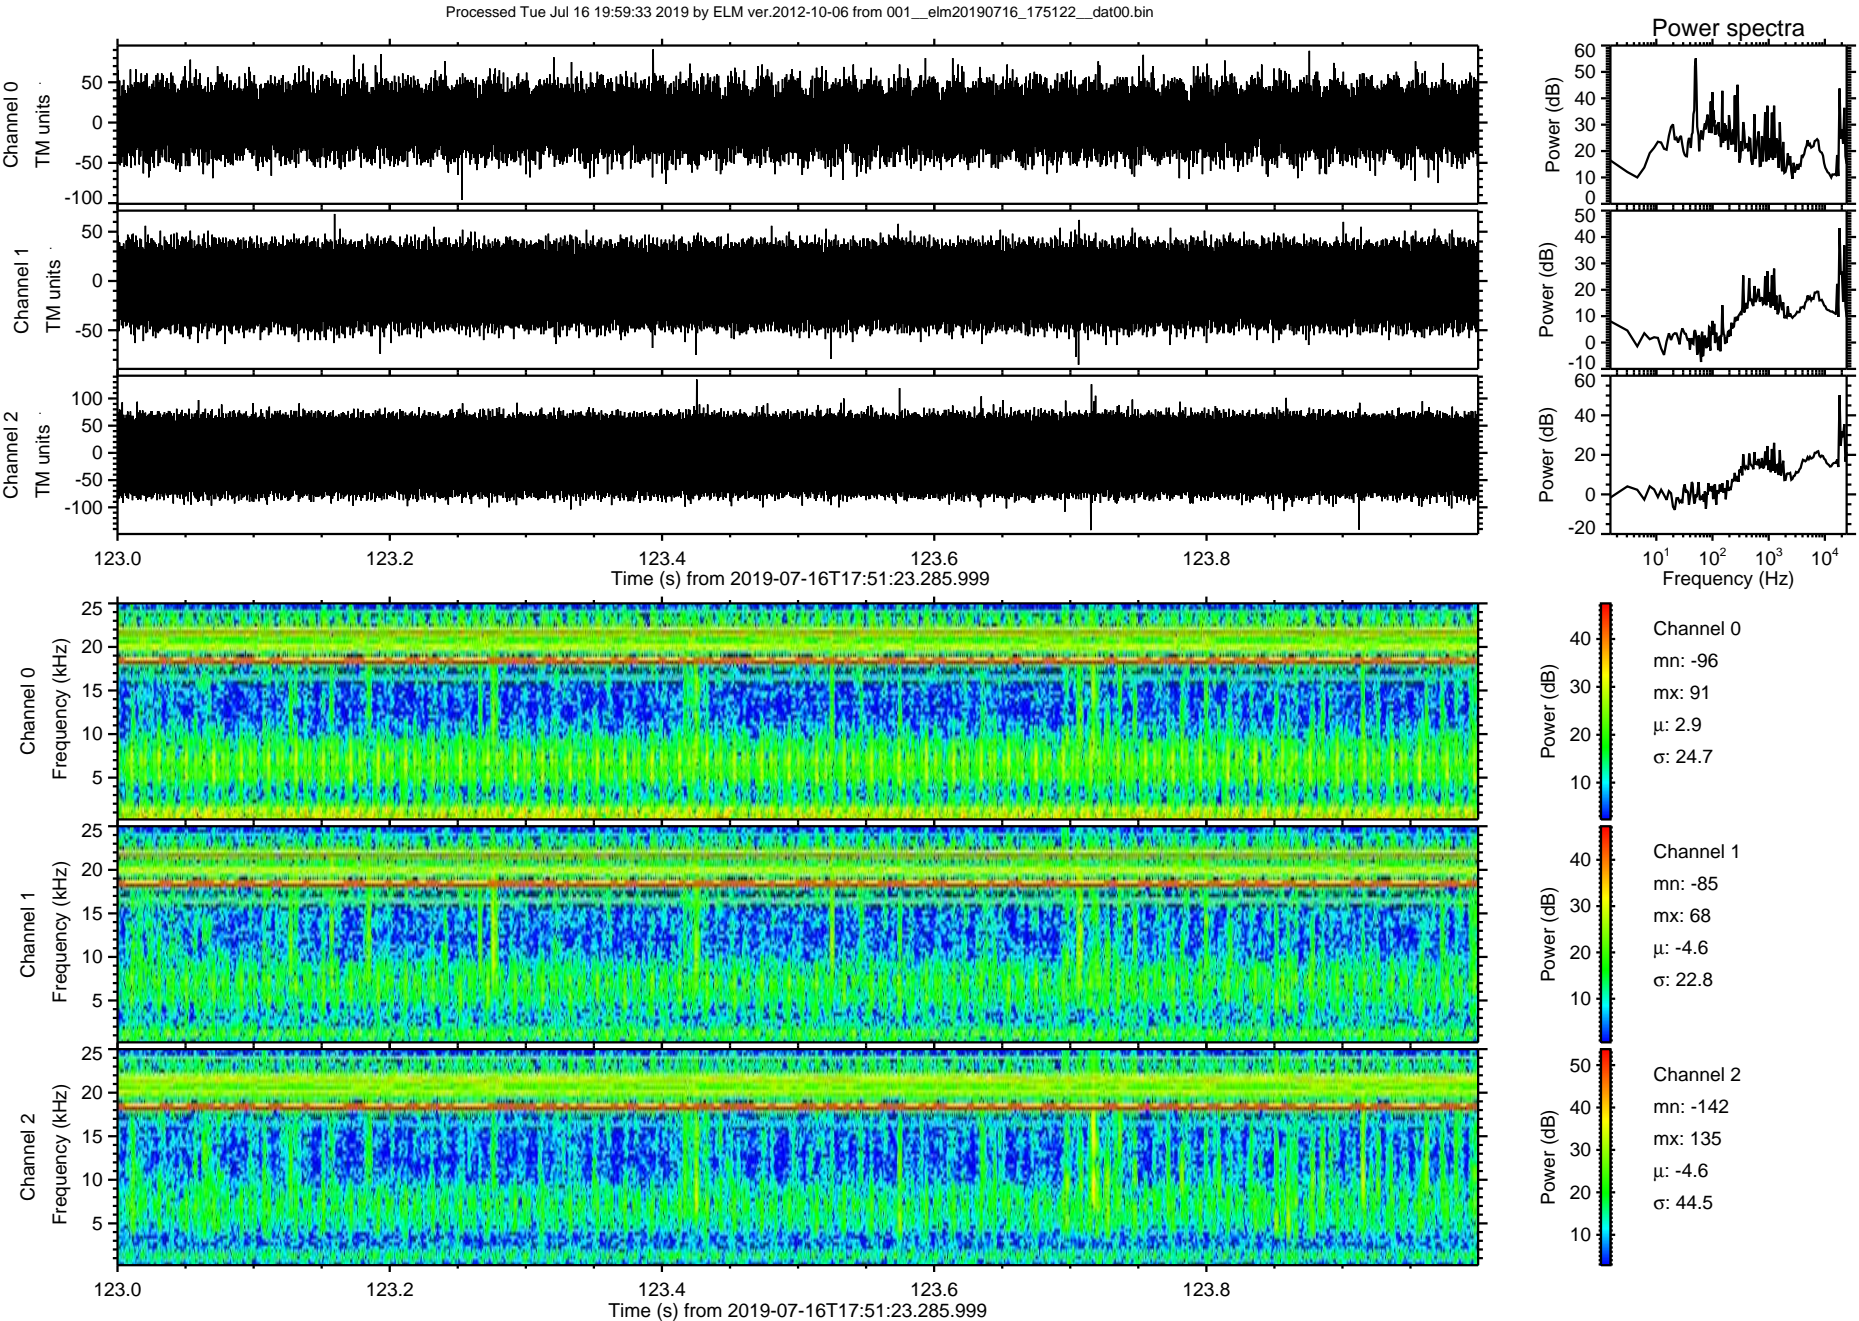 Processed Tue Jul 16 19:59:33 2019 by ELM ver.2012-10-06 from 001__elm20190716_175122__dat00.bin
Power spectra
Channel 0
TM units
50
0
-50
-100
Power (dB)
60
50
40
30
20
10
0
Channel 1
TM units
50
0
-50
Power (dB)
50
40
30
20
10
0
-10
Channel 2
TM units
100
50
0
-50
-100
Power (dB)
60
40
20
0
-20
123.0 123.2 123.4 123.6 123.8
Time (s) from 2019-07-16T17:51:23.285.999
10^1 10^2 10^3 10^4
Frequency (Hz)
Channel 0
Frequency (kHz)
25
20
15
10
5
Power (dB)
40
30
20
10
Channel 0
mn: -96
mx: 91
μ: 2.9
σ: 24.7
Channel 1
Frequency (kHz)
25
20
15
10
5
Power (dB)
40
30
20
10
Channel 1
mn: -85
mx: 68
μ: -4.6
σ: 22.8
Channel 2
Frequency (kHz)
25
20
15
10
5
Power (dB)
50
40
30
20
10
Channel 2
mn: -142
mx: 135
μ: -4.6
σ: 44.5
123.0 123.2 123.4 123.6 123.8
Time (s) from 2019-07-16T17:51:23.285.999